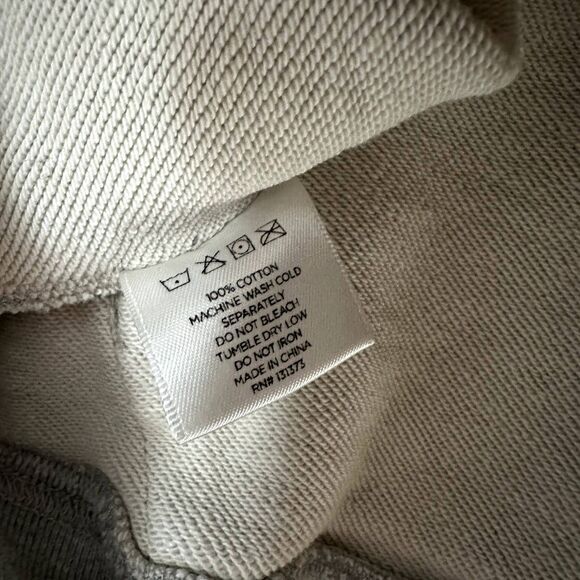 100% COTTON
MACHINE WASH COLD
SEPARATELY
DO NOT BLEACH
TUMBLE DRY LOW
DO NOT IRON
MADE IN CHINA
RN# 131373